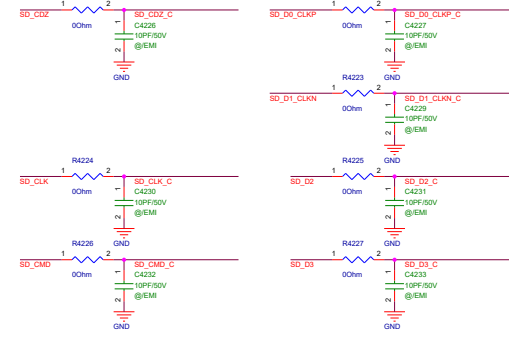 1 2
SD_CDZ SD_CDZ_C
0Ohm
C4226
10PF/50V
@/EMI
1
2
GND
1 2
SD_D0_CLKP SD_D0_CLKP_C
0Ohm
C4227
10PF/50V
@/EMI
1
2
GND
R4223
1 2
SD_D1_CLKN SD_D1_CLKN_C
0Ohm
C4229
10PF/50V
@/EMI
1
2
GND
R4224
1 2
SD_CLK SD_CLK_C
0Ohm
C4230
10PF/50V
@/EMI
1
2
GND
R4225
1 2
SD_D2 SD_D2_C
0Ohm
C4231
10PF/50V
@/EMI
1
2
GND
R4226
1 2
SD_CMD SD_CMD_C
0Ohm
C4232
10PF/50V
@/EMI
1
2
GND
R4227
1 2
SD_D3 SD_D3_C
0Ohm
C4233
10PF/50V
@/EMI
1
2
GND